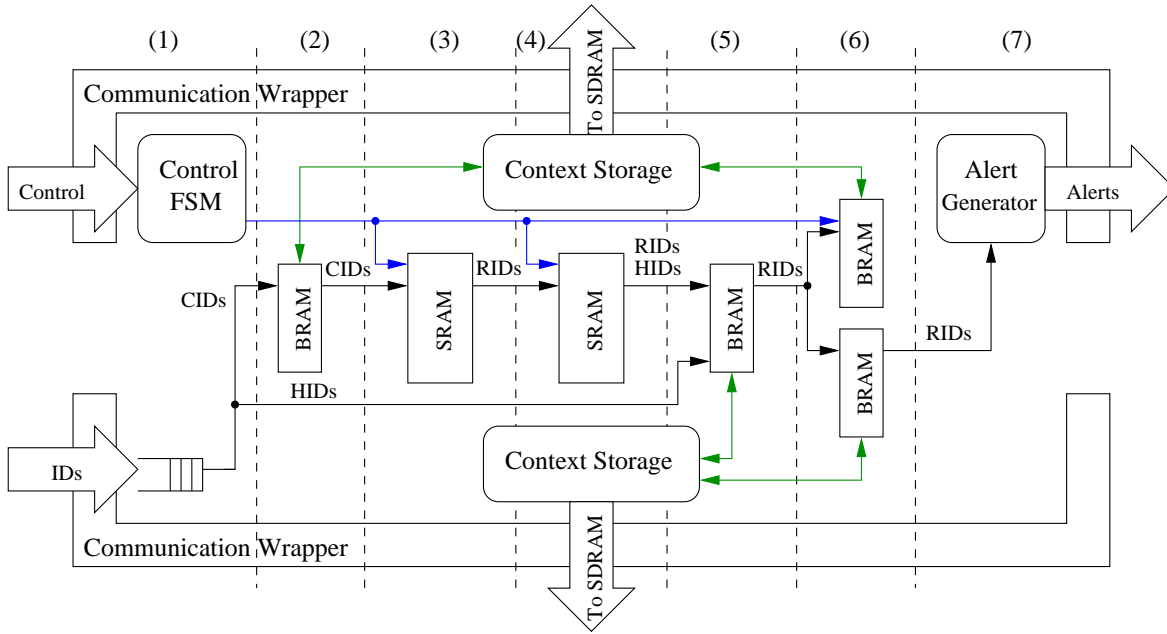 (1)
(2)
(3)
(4)
(5)
(6)
(7)
To SDRAM
Communication Wrapper
Control
Control
FSM
Context Storage
Alert
Generator
Alerts
CIDs
BRAM
CIDs
SRAM
RIDs
SRAM
RIDs
HIDs
BRAM
RIDs
BRAM
BRAM
RIDs
HIDs
IDs
Context Storage
Communication Wrapper
To SDRAM